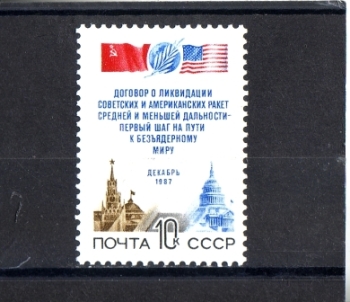 ДОГОВОР О ЛИКВИДАЦИИ
СОВЕТСКИХ И АМЕРИКАНСКИХ РАКЕТ
СРЕДНЕЙ И МЕНЬШЕЙ ДАЛЬНОСТИ-
ПЕРВЫЙ ШАГ НА ПУТИ
К БЕЗЪЯДЕРНОМУ
МИРУ
ДЕКАБРЬ
1987
ПОЧТА 10К СССР